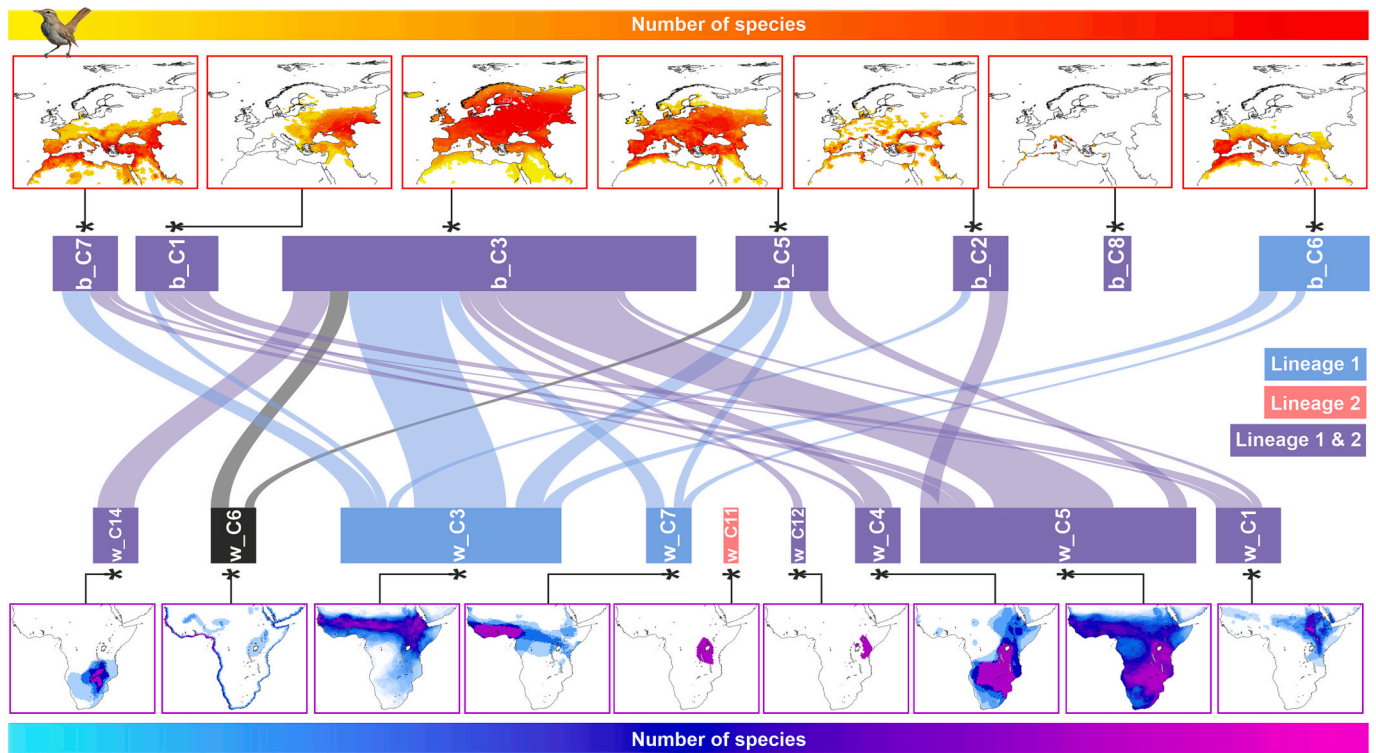 Number of species
b_C7
b_C1
b_C3
b_C5
b_C2
b_C8
b_C6
Lineage 1
Lineage 2
Lineage 1 & 2
w_C14
w_C6
w_C3
w_C7
w_C11
w_C12
w_C4
w_C5
w_C1
Number of species